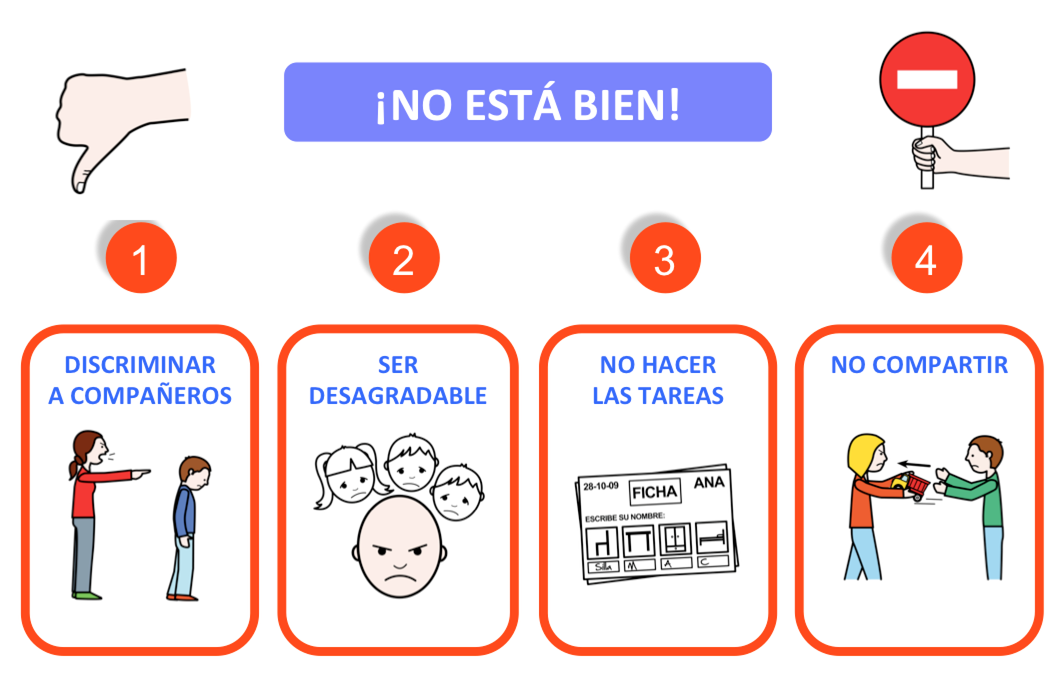 ¡NO ESTÁ BIEN!
1
2
3
4
DISCRIMINAR
A COMPAÑEROS
SER
DESAGRADABLE
NO HACER
LAS TAREAS
NO COMPARTIR
28-10-09 FICHA ANA
ESCRIBE SU NOMBRE:
Silla M A C